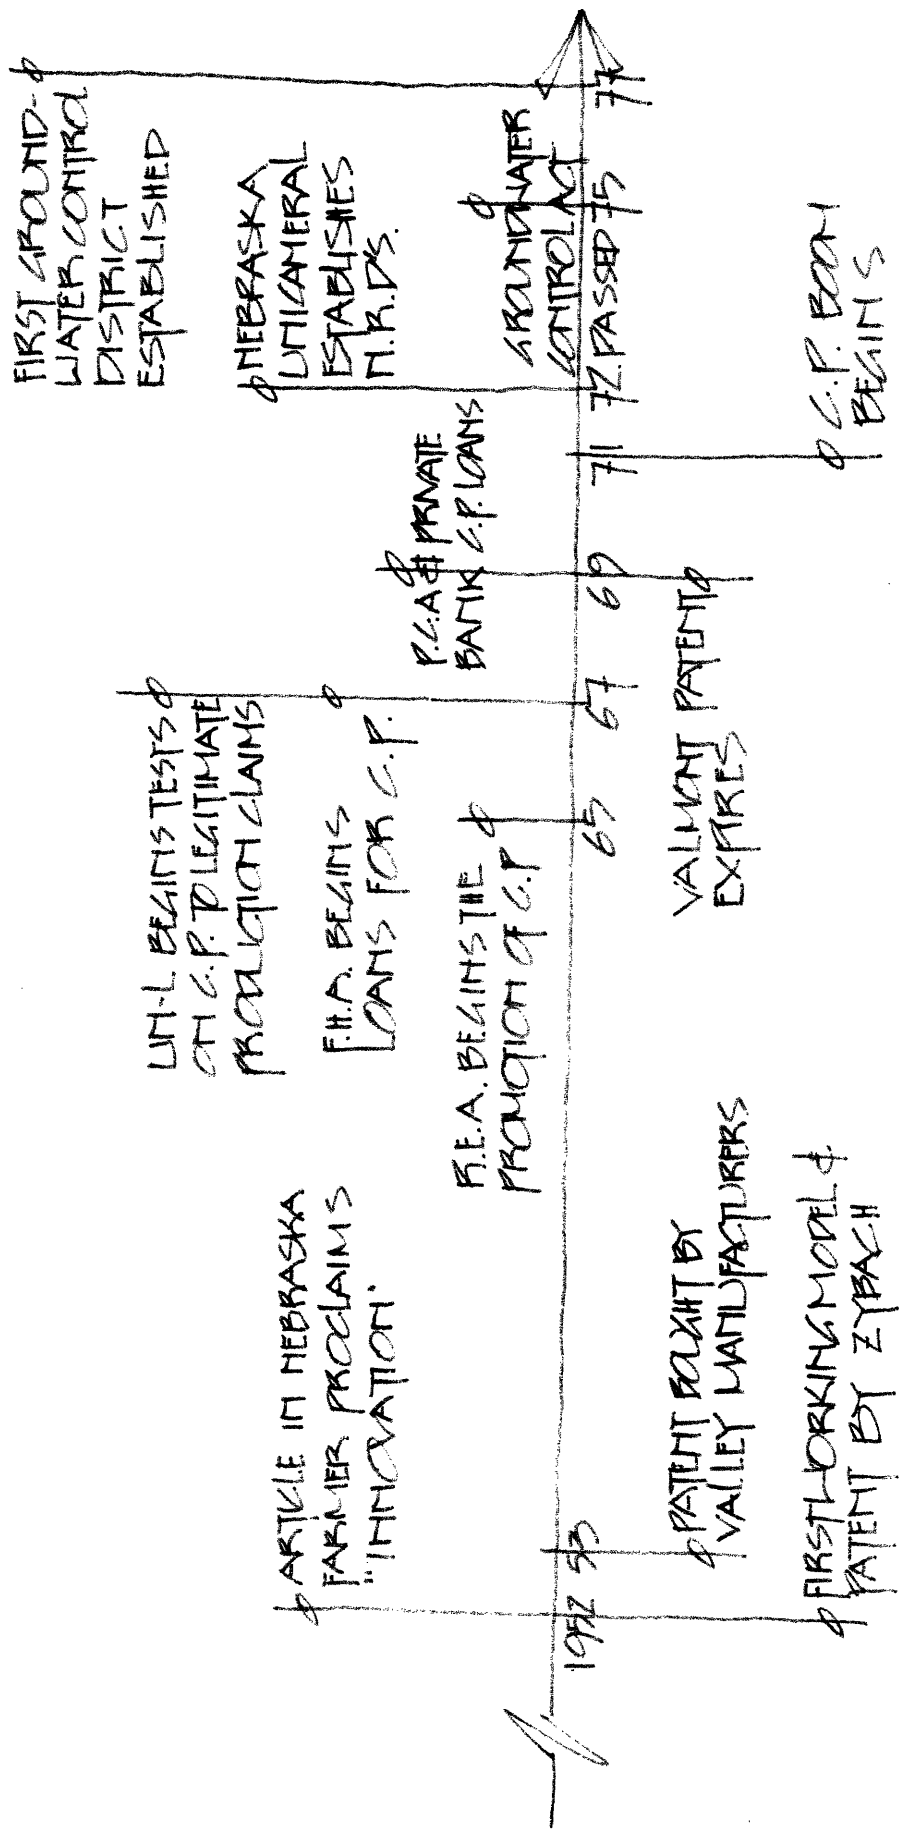 FIRST GROUND-
WATER CONTROL
DISTRICT
ESTABLISHED
NEBRASKA
UNICAMERAL
ESTABLISHES
N.R.D'S.
GROUNDWATER
CONTROL ACT
PASSED
P.C.A & PRIVATE
BANK C.P. LOANS
UN-L BEGINS TESTS
ON C.P. TO LEGITIMATE
PRODUCTION CLAIMS
F.H.A. BEGINS
LOANS FOR C.P.
R.E.A. BEGINS THE
PROMOTION OF C.P
ARTICLE IN NEBRASKA
FARMER PROCLAIMS
"INNOVATION"
1952 53 65 67 69 71 72 75 77
PATENT BOUGHT BY
VALLEY MANUFACTURERS
FIRST WORKING MODEL &
PATENT BY ZYBACH
VALMONT PATENT
EXPIRES
C.P. BOOM
BEGINS